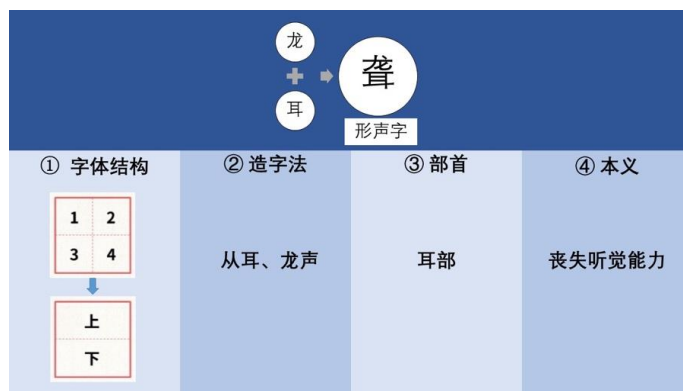 龙
耳
聋
形声字
① 字体结构
② 造字法
③ 部首
④ 本义
1 2
3 4
上
下
从耳、龙声
耳部
丧失听觉能力